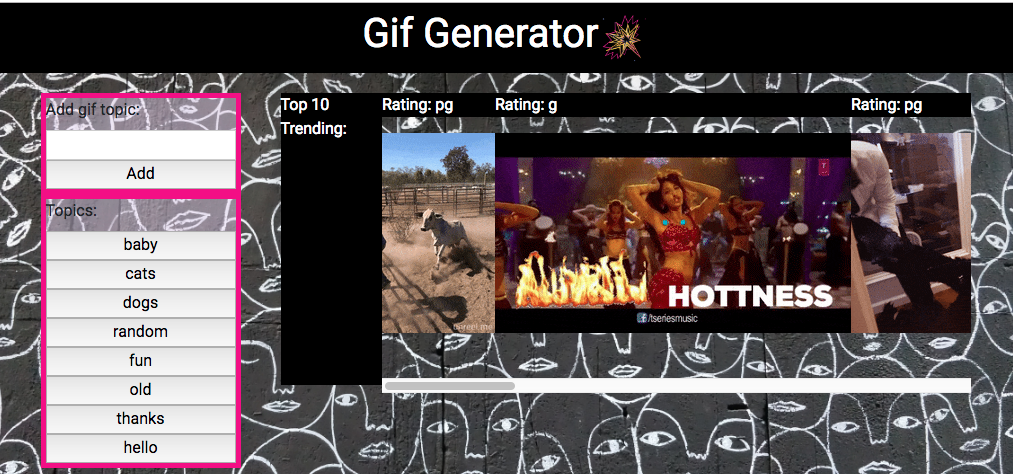 Gif Generator
Add gif topic:
Add
Topics:
baby
cats
dogs
random
fun
old
thanks
hello
Top 10
Trending:
Rating: pg
Rating: g
Rating: pg
HOTTNESS
f/tseriesmusic